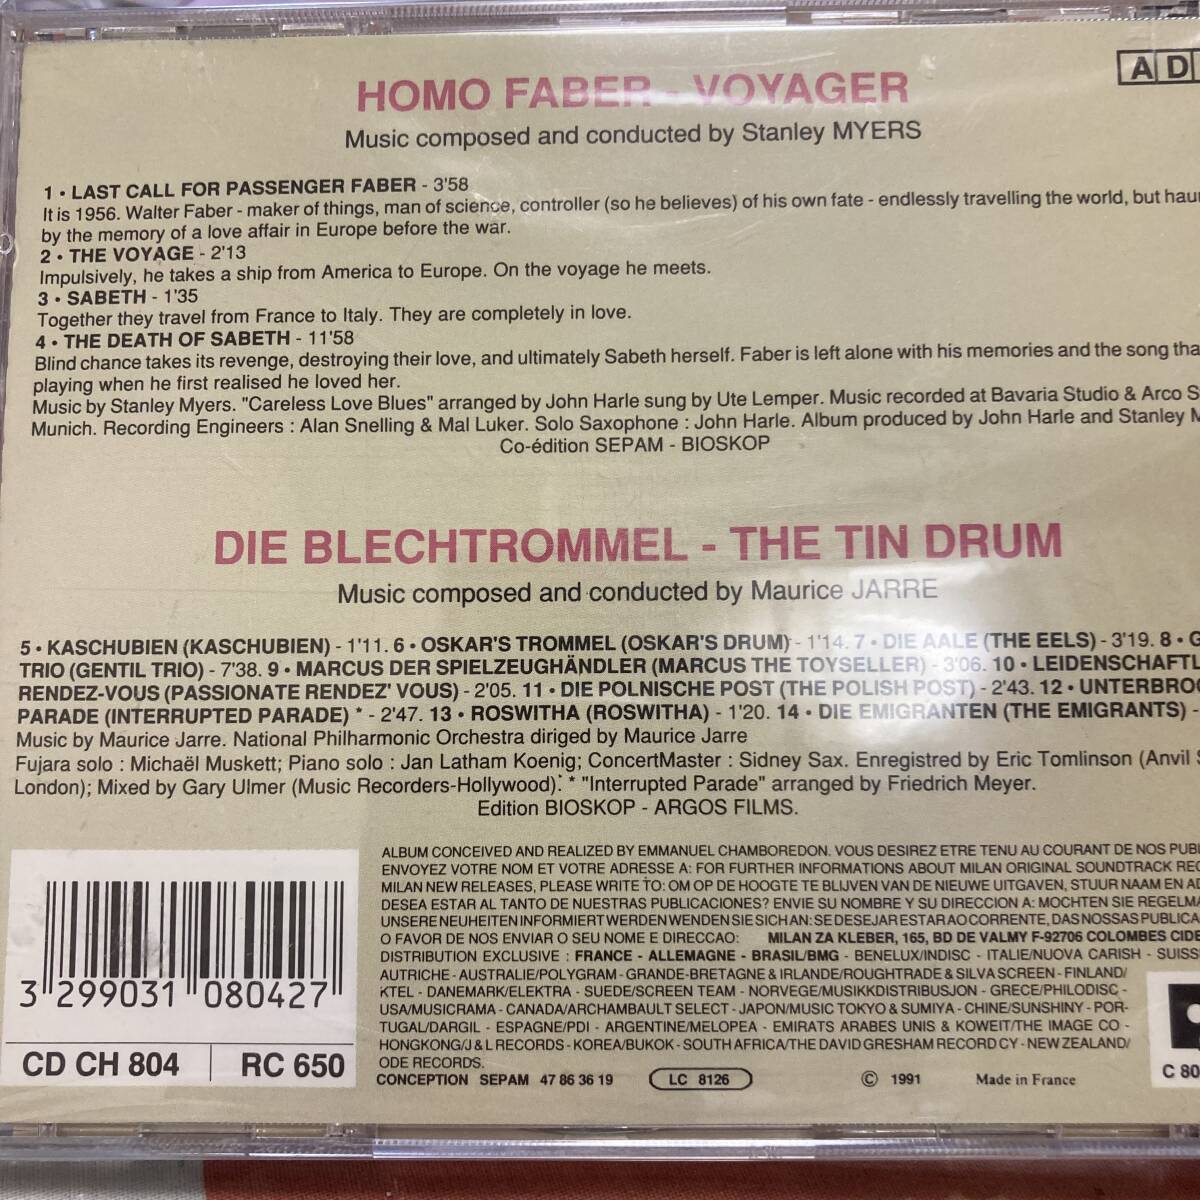 HOMO FABER - VOYAGER
A D
Music composed and conducted by Stanley MYERS
1 • LAST CALL FOR PASSENGER FABER - 3'58
It is 1956. Walter Faber - maker of things, man of science, controller (so he believes) of his own fate - endlessly travelling the world, but
by the memory of a love affair in Europe before the war.
2 • THE VOYAGE - 2'13
Impulsively, he takes a ship from America to Europe. On the voyage he meets.
3 • SABETH - 1'35
Together they travel from France to Italy. They are completely in love.
4 • THE DEATH OF SABETH - 11'58
Blind chance takes its revenge, destroying their love, and ultimately Sabeth herself. Faber is left alone with his memories and the song
playing when he first realised he loved her.
Music by Stanley Myers. "Careless Love Blues" arranged by John Harle sung by Ute Lemper. Music recorded at Bavaria Studio & Arco
Munich. Recording Engineers : Alan Snelling & Mal Luker. Solo Saxophone : John Harle. Album produced by John Harle and Stanley
Co-édition SEPAM - BIOSKOP
DIE BLECHTROMMEL - THE TIN DRUM
Music composed and conducted by Maurice JARRE
5 • KASCHUBIEN (KASCHUBIEN) - 1'11. 6 • OSKAR'S TROMMEL (OSKAR'S DRUM) - 1'14. 7 • DIE AALE (THE EELS) - 3'19. 8 •
TRIO (GENTIL TRIO) - 7'38. 9 • MARCUS DER SPIELZEUGHÄNDLER (MARCUS THE TOYSELLER) - 3'06. 10 • LEIDENSCHAFTL
RENDEZ-VOUS (PASSIONATE RENDEZ' VOUS) - 2'05. 11 • DIE POLNISCHE POST (THE POLISH POST) - 2'43. 12 • UNTERBROC
PARADE (INTERRUPTED PARADE) * - 2'47. 13 • ROSWITHA (ROSWITHA) - 1'20. 14 • DIE EMIGRANTEN (THE EMIGRANTS) -
Music by Maurice Jarre. National Philharmonic Orchestra diriged by Maurice Jarre
Fujara solo : Michaël Muskett; Piano solo : Jan Latham Koenig; ConcertMaster : Sidney Sax. Enregistred by Eric Tomlinson (Anvil
London); Mixed by Gary Ulmer (Music Recorders-Hollywood). * "Interrupted Parade" arranged by Friedrich Meyer.
Edition BIOSKOP - ARGOS FILMS.
ALBUM CONCEIVED AND REALIZED BY EMMANUEL CHAMBOREDON. VOUS DESIREZ ETRE TENU AU COURANT DE NOS PUBL
ENVOYEZ VOTRE NOM ET VOTRE ADRESSE A: FOR FURTHER INFORMATIONS ABOUT MILAN ORIGINAL SOUNDTRACK REC
MILAN NEW RELEASES, PLEASE WRITE TO: OM OP DE HOOGTE TE BLIJVEN VAN DE NIEUWE UITGAVEN, STUUR NAAM EN AD
DESEA ESTAR AL TANTO DE NUESTRAS PUBLICACIONES? ENVIE SU NOMBRE Y SU DIRECCION A: MOCHTEN SIE REGELMA
UNSERE NEUHEITEN INFORMIERT WERDEN WENDEN SIE SICH AN: SE DESEJAR ESTAR AO CORRENTE, DAS NOSSAS PUBLICA
O FAVOR DE NOS ENVIAR O SEU NOME E DIRECCAO: MILAN ZA KLEBER, 165, BD DE VALMY F-92706 COLOMBES CIDE
DISTRIBUTION EXCLUSIVE : FRANCE - ALLEMAGNE - BRASIL/BMG - BENELUX/INDISC - ITALIE/NUOVA CARISH - SUISS
AUTRICHE - AUSTRALIE/POLYGRAM - GRANDE-BRETAGNE & IRLANDE/ROUGHTRADE & SILVA SCREEN - FINLAND/
KTEL - DANEMARK/ELEKTRA - SUEDE/SCREEN TEAM - NORVEGE/MUSIKKDISTRIBUSJON - GRECE/PHILODISC -
USA/MUSICRAMA - CANADA/ARCHAMBAULT SELECT - JAPON/MUSIC TOKYO & SUMIYA - CHINE/SUNSHINY - POR-
TUGAL/DARGIL - ESPAGNE/PDI - ARGENTINE/MELOPEA - EMIRATS ARABES UNIS & KOWEIT/THE IMAGE CO -
HONGKONG/J & L RECORDS - KOREA/BUKOK - SOUTH AFRICA/THE DAVID GRESHAM RECORD CY - NEW ZEALAND/
ODE RECORDS.
CONCEPTION SEPAM 47 86 36 19 LC 8126 © 1991 Made in France
3 299031 080427
CD CH 804 RC 650
C 80